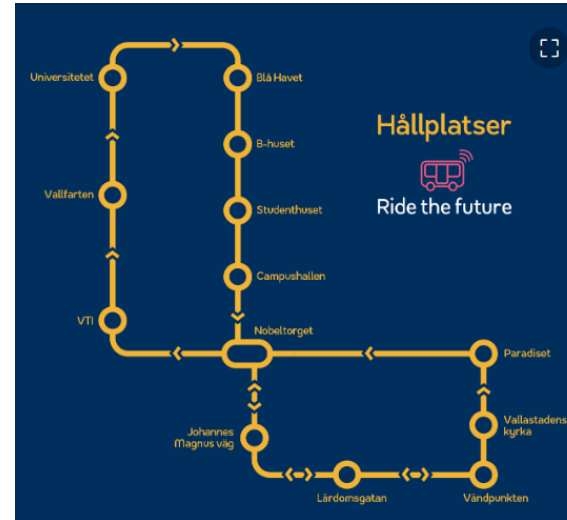 Universitetet
Blå Havet
Hållplatser
B-huset
Ride the future
Vallfarten
Studenthuset
Campushallen
VTI
Nobeltorget
Paradiset
Johannes
Magnus väg
Vallastadens
kyrka
Lärdomsgatan
Vändpunkten